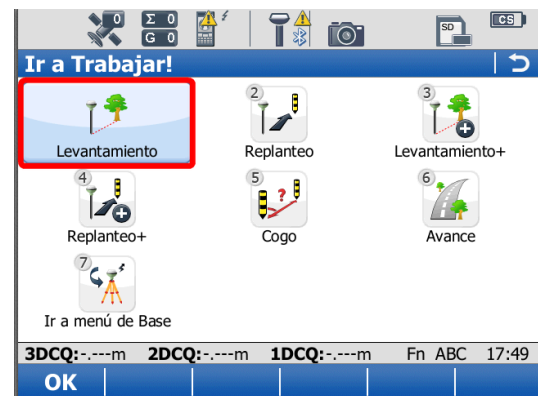 0 Σ 0 G 0 SD CS
Ir a Trabajar!
Levantamiento
2 Replanteo
3 Levantamiento+
4 Replanteo+
5 Cogo
6 Avance
7 Ir a menú de Base
3DCQ:-.---m 2DCQ:-.---m 1DCQ:-.---m Fn ABC 17:49
OK